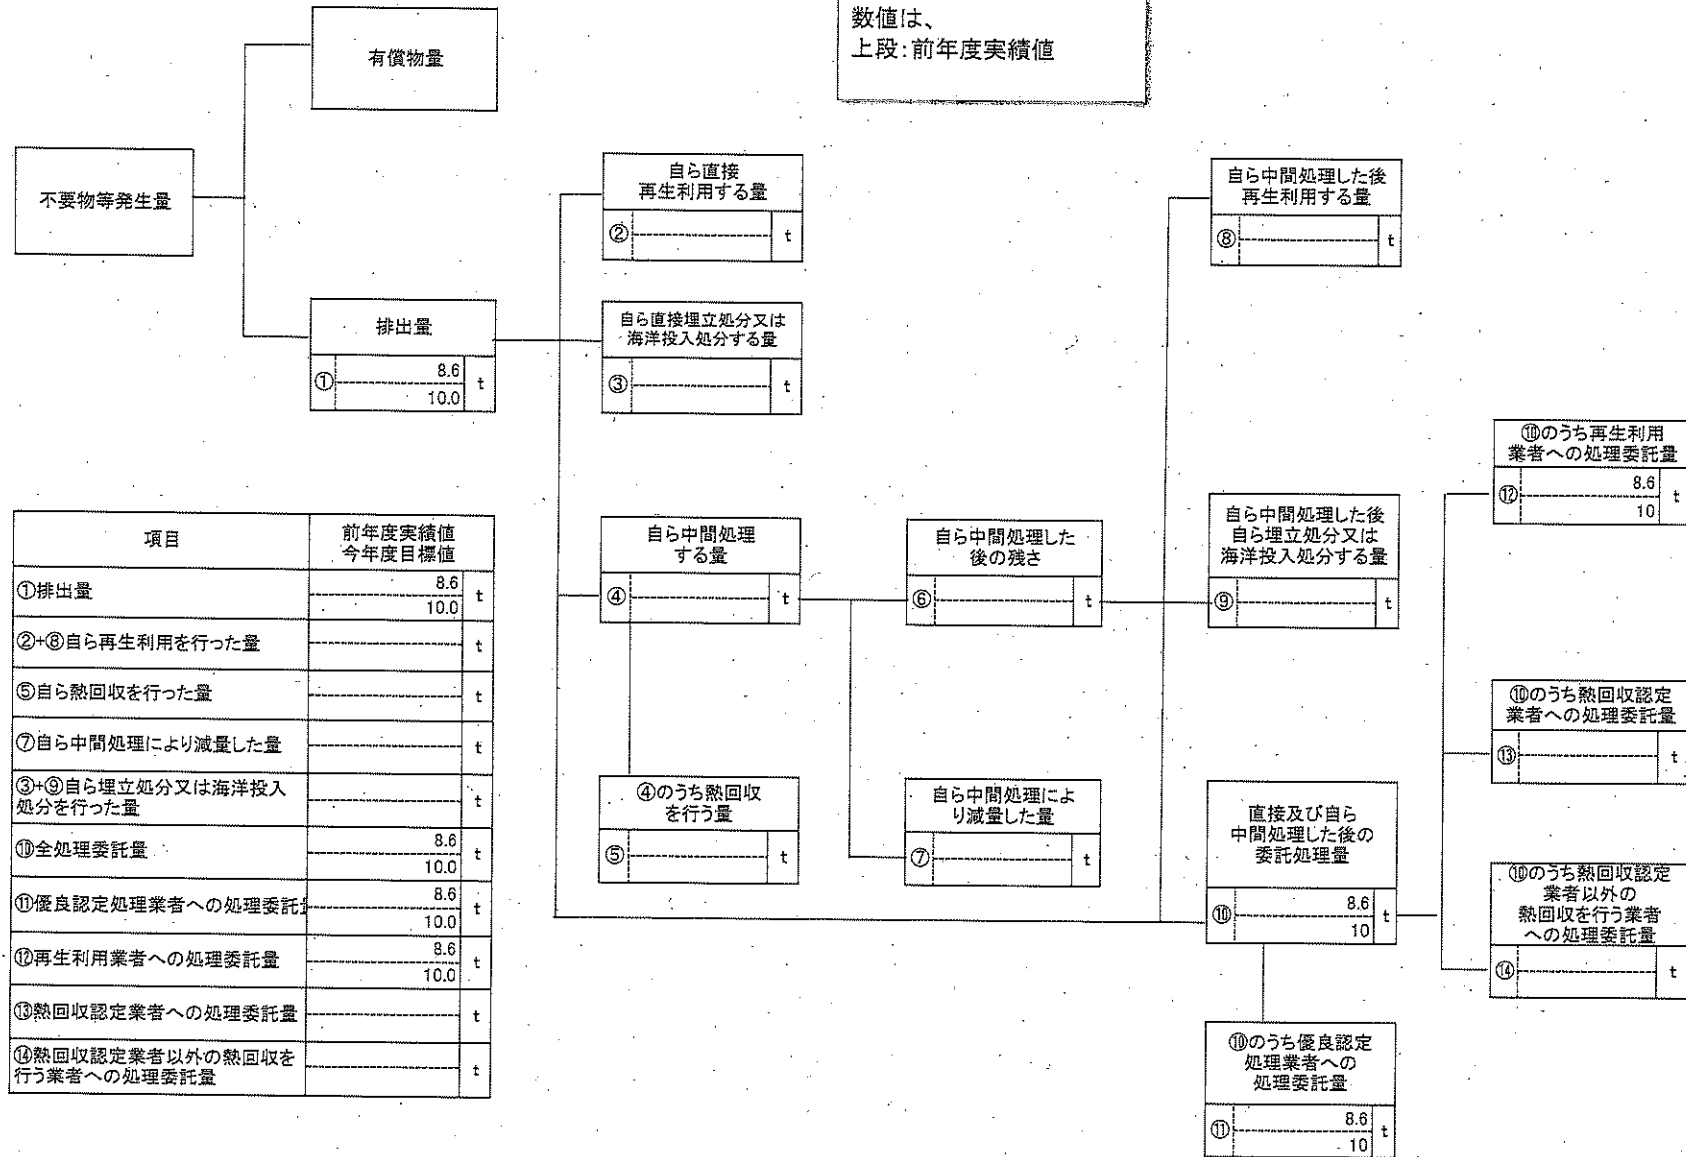 数値は、
上段:前年度実績値
有償物量
不要物等発生量
排出量
① 8.6 t
10.0
自ら直接
再生利用する量
② t
自ら直接埋立処分又は
海洋投入処分する量
③ t
自ら中間処理
する量
④ t
④のうち熱回収
を行う量
⑤ t
自ら中間処理した
後の残さ
⑥ t
自ら中間処理によ
り減量した量
⑦ t
自ら中間処理した後
再生利用する量
⑧ t
自ら中間処理した後
自ら埋立処分又は
海洋投入処分する量
⑨ t
直接及び自ら
中間処理した後の
委託処理量
⑩ 8.6 t
10
⑩のうち優良認定
処理業者への
処理委託量
⑪ 8.6 t
10
⑩のうち再生利用
業者への処理委託量
⑫ 8.6 t
10
⑩のうち熱回収認定
業者への処理委託量
⑬ t
⑩のうち熱回収認定
業者以外の
熱回収を行う業者
への処理委託量
⑭ t
項目 前年度実績値
今年度目標値
①排出量 8.6 t
10.0
②+⑧自ら再生利用を行った量 t
⑤自ら熱回収を行った量 t
⑦自ら中間処理により減量した量 t
③+⑨自ら埋立処分又は海洋投入
処分を行った量 t
⑩全処理委託量 8.6 t
10.0
⑪優良認定処理業者への処理委託 8.6 t
10.0
⑫再生利用業者への処理委託量 8.6 t
10.0
⑬熱回収認定業者への処理委託量 t
⑭熱回収認定業者以外の熱回収を
行う業者への処理委託量 t